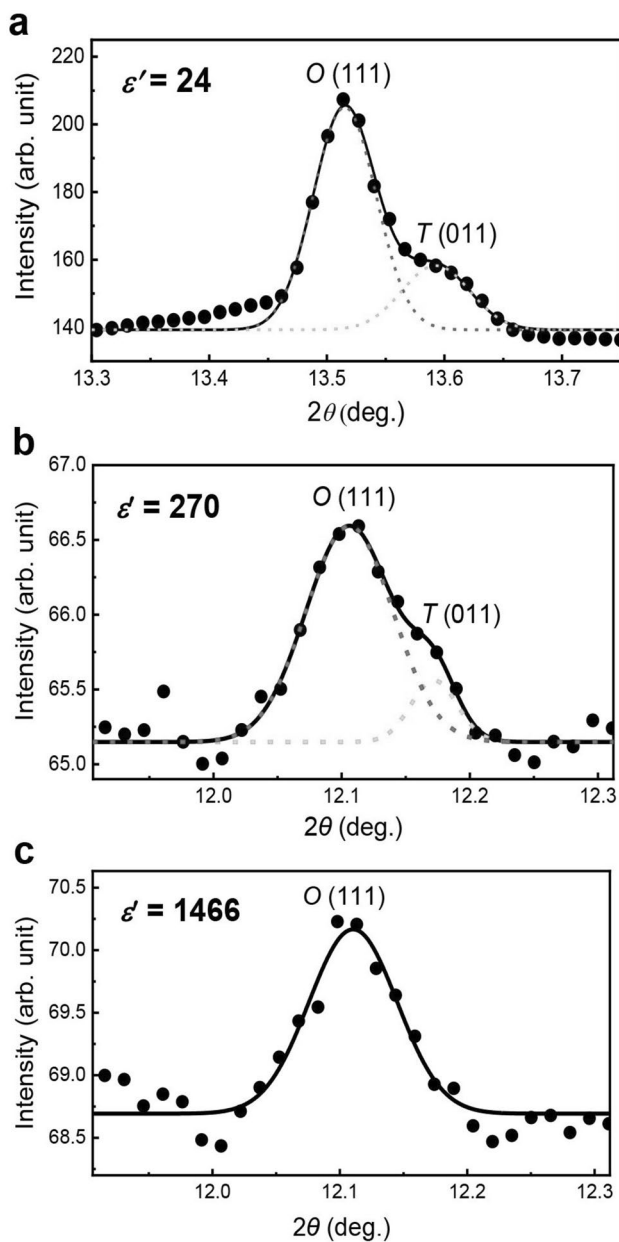 a
ε′ = 24
O (111)
T (011)
Intensity (arb. unit)
220
200
180
160
140
13.3 13.4 13.5 13.6 13.7
2θ (deg.)
b
ε′ = 270
O (111)
T (011)
Intensity (arb. unit)
67.0
66.5
66.0
65.5
65.0
12.0 12.1 12.2 12.3
2θ (deg.)
c
ε′ = 1466
O (111)
Intensity (arb. unit)
70.5
70.0
69.5
69.0
68.5
12.0 12.1 12.2 12.3
2θ (deg.)